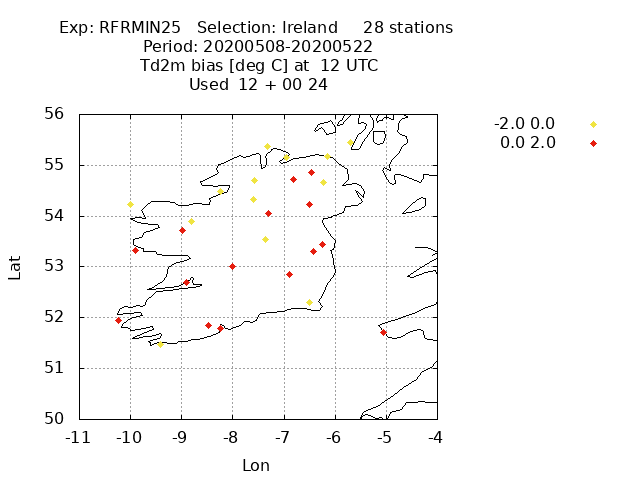 Exp: RFRMIN25 Selection: Ireland 28 stations
Period: 20200508-20200522
Td2m bias [deg C] at 12 UTC
Used 12 + 00 24
-2.0 0.0
0.0 2.0
56
55
54
53
52
51
50
Lat
-11 -10 -9 -8 -7 -6 -5 -4
Lon